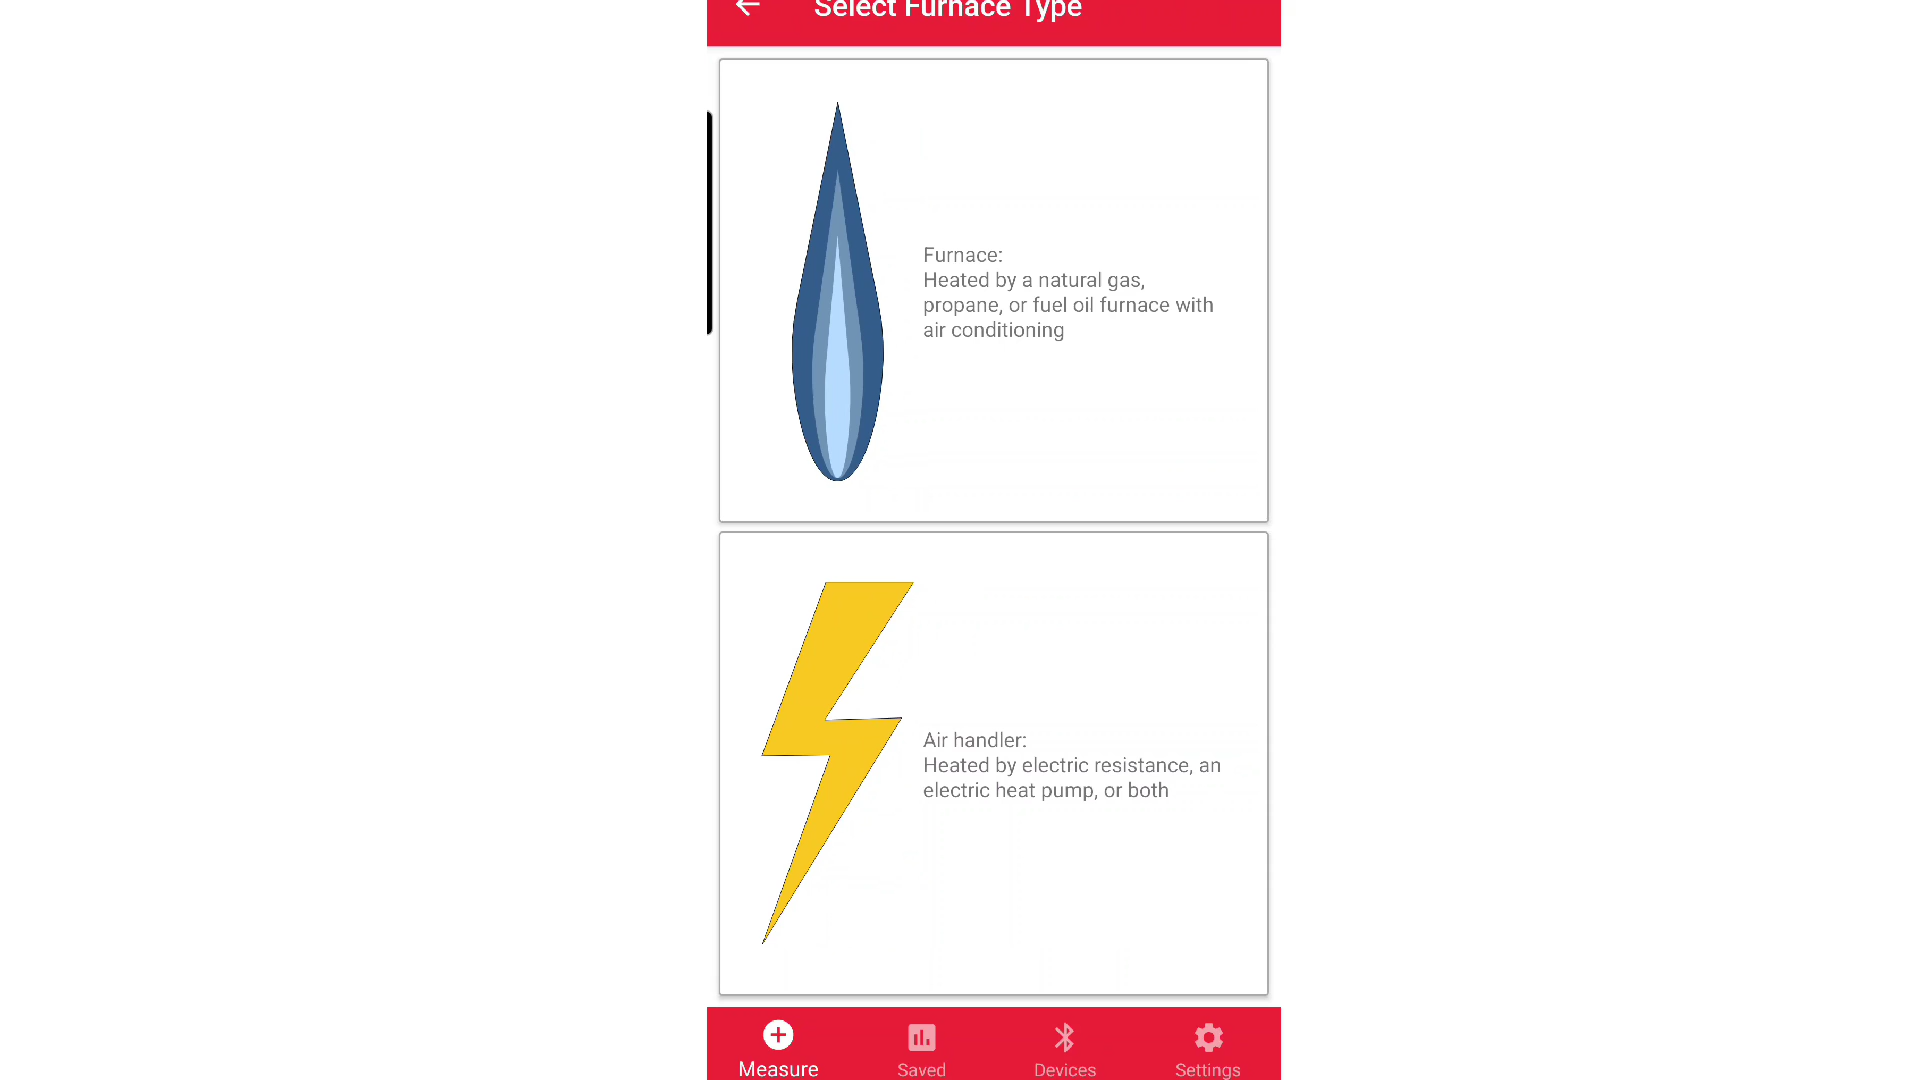 Select Furnace Type
Furnace:
Heated by a natural gas,
propane, or fuel oil furnace with
air conditioning
Air handler:
Heated by electric resistance, an
electric heat pump, or both
Measure
Saved
Devices
Settings